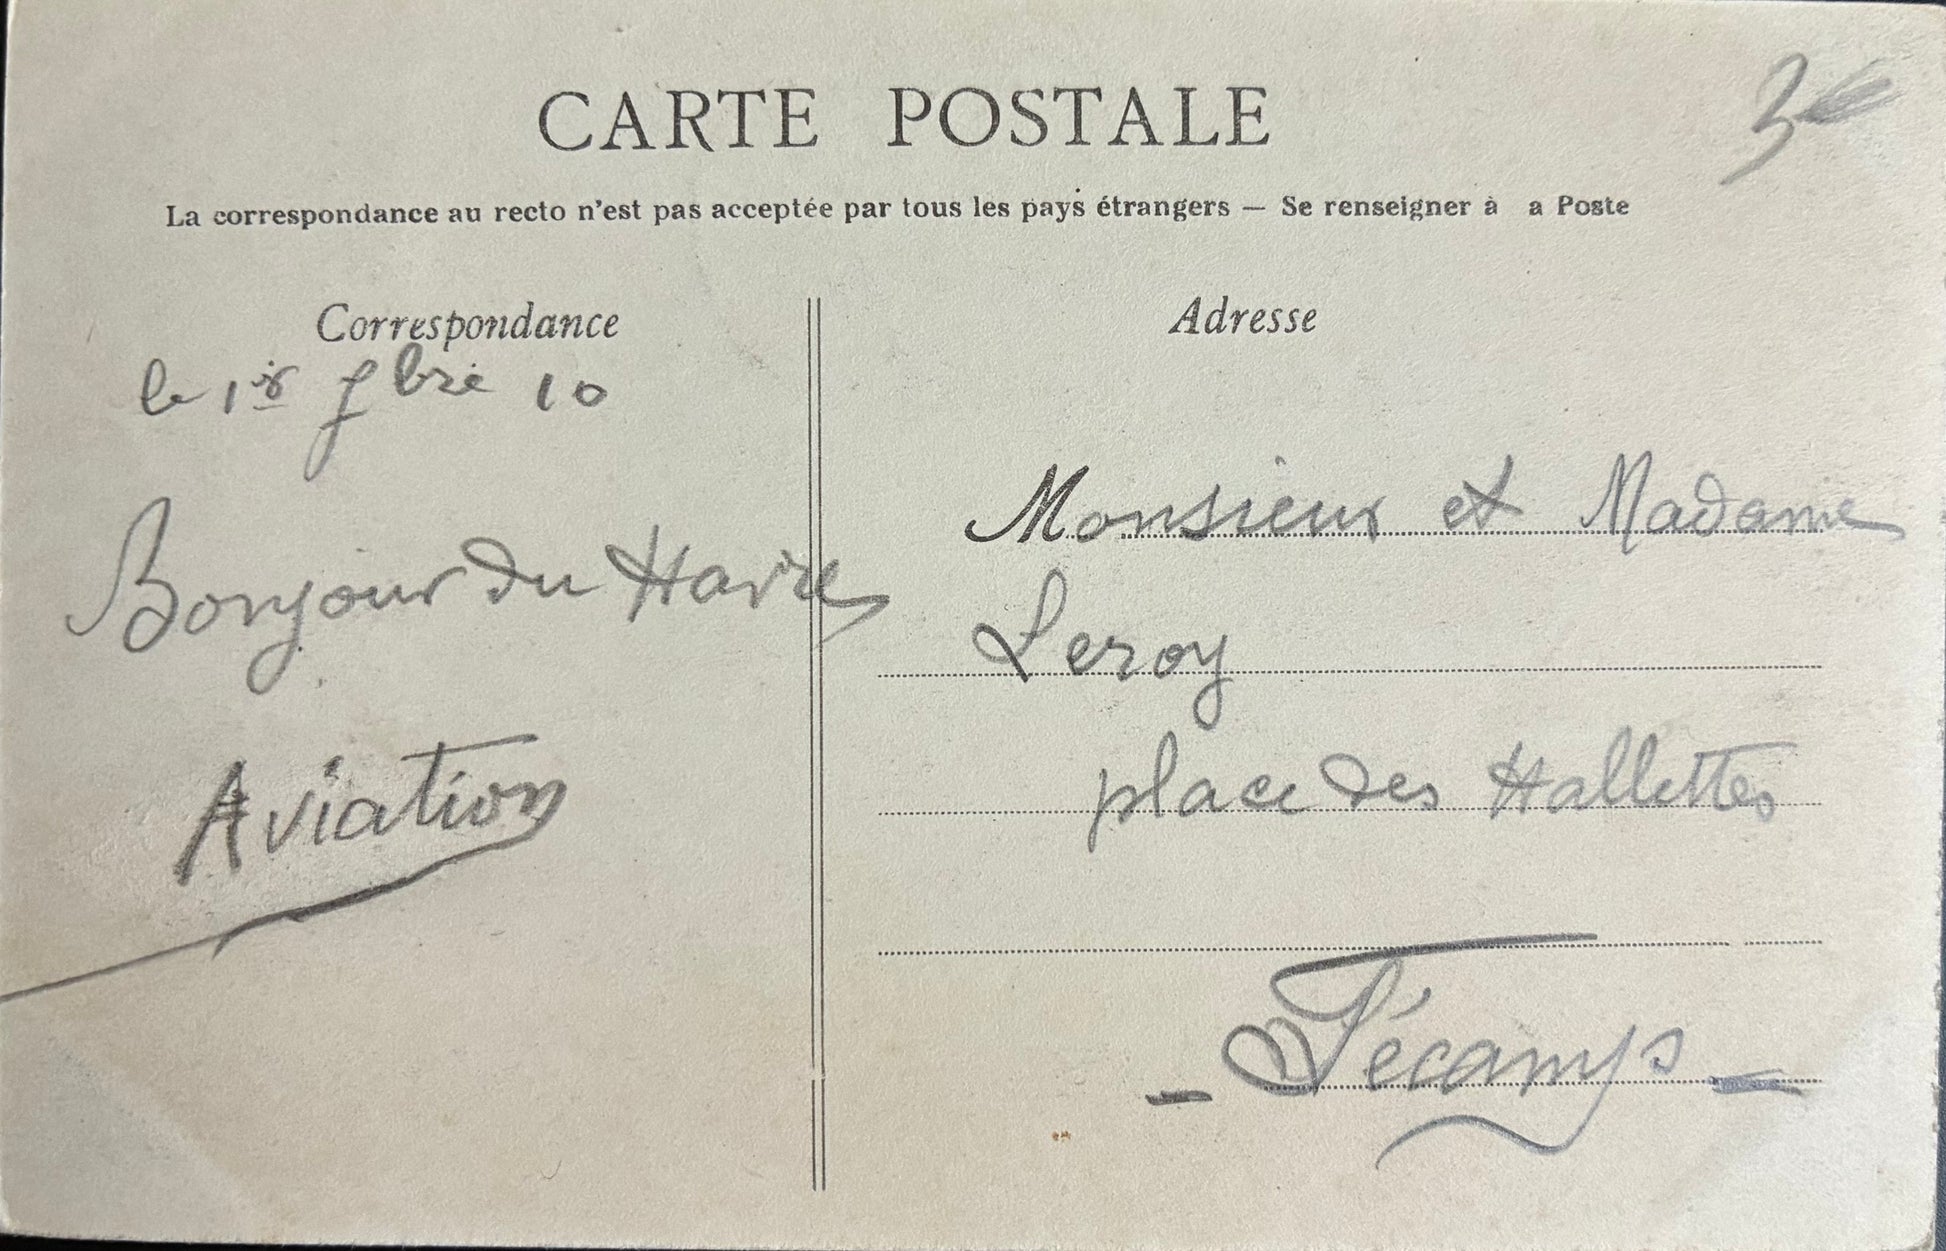 CARTE POSTALE
La correspondance au recto n'est pas acceptée par tous les pays étrangers — Se renseigner à a Poste
Correspondance
le 1er 7bre 10
Bonjour du Havre
Aviation
Adresse
Monsieur et Madame
Leroy
place des Hallettes
- Fécamp -